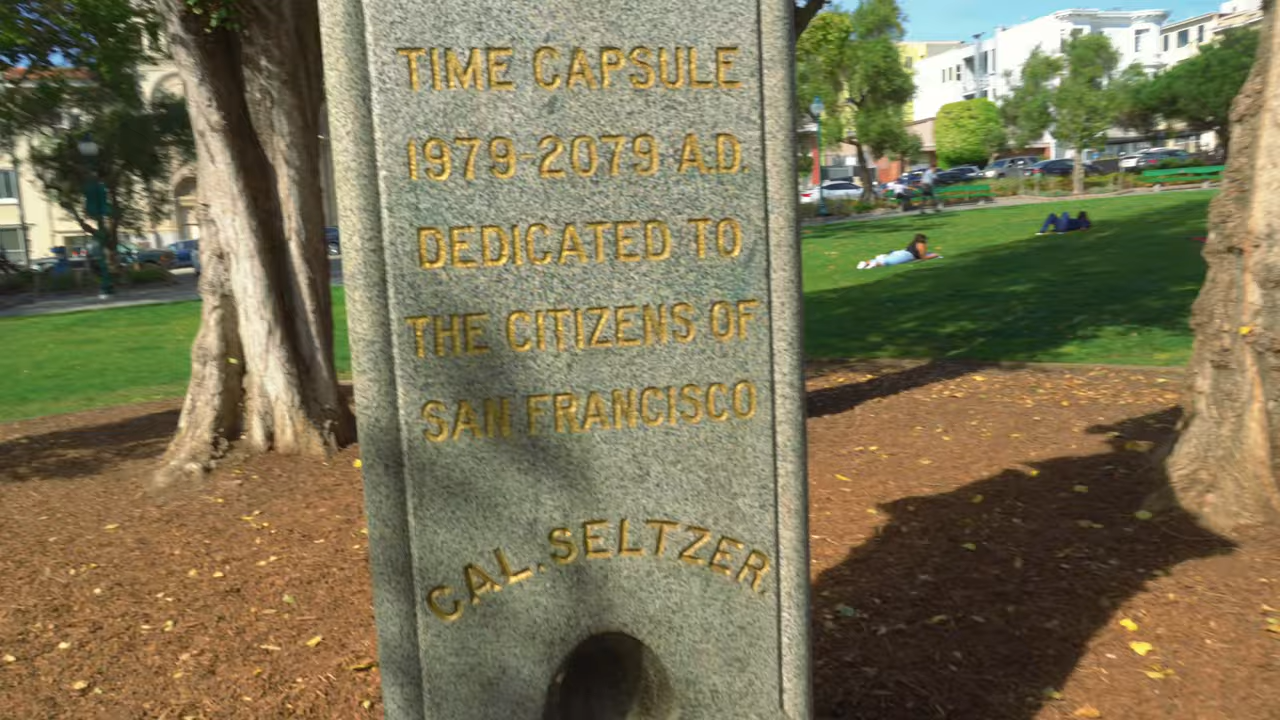 TIME CAPSULE
1979-2079 A.D.
DEDICATED TO
THE CITIZENS OF
SAN FRANCISCO
CAL. SELTZER.